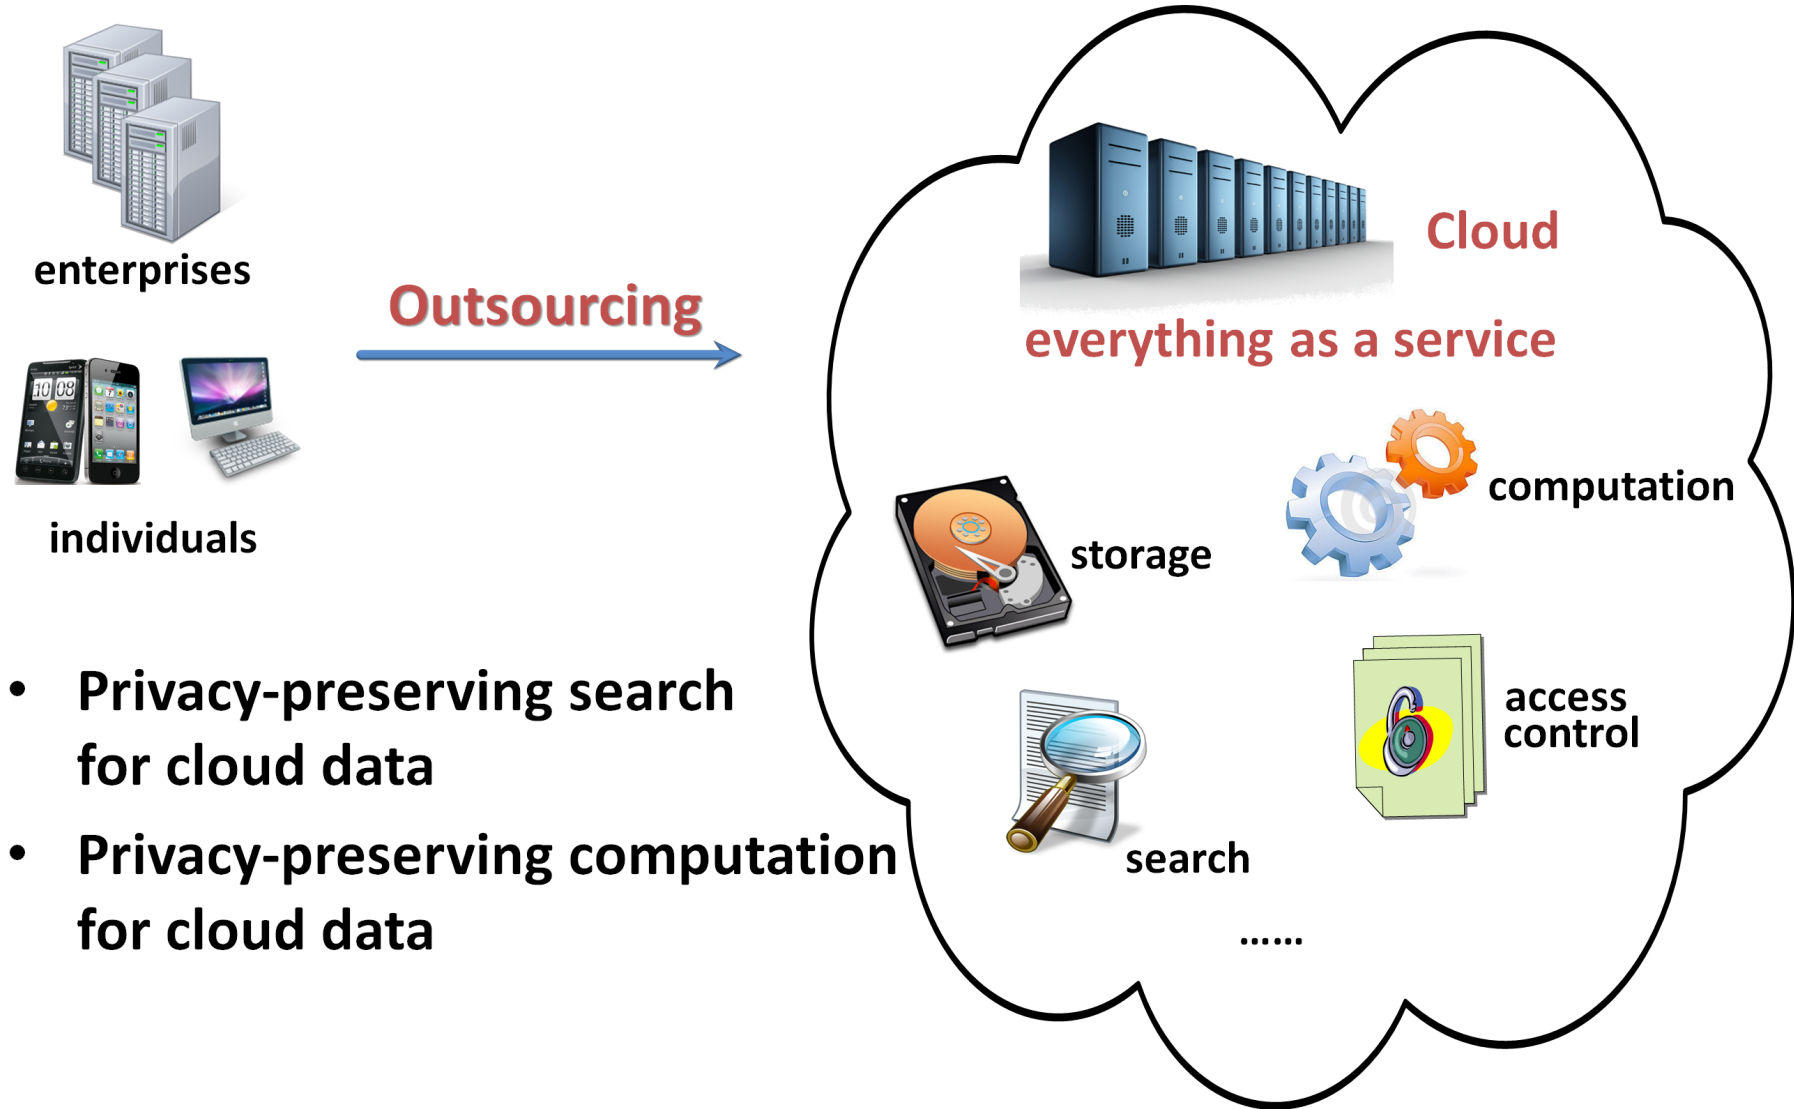 enterprises
Outsourcing
individuals
• Privacy-preserving search
for cloud data
• Privacy-preserving computation
for cloud data
Cloud
everything as a service
computation
storage
access
control
search
......